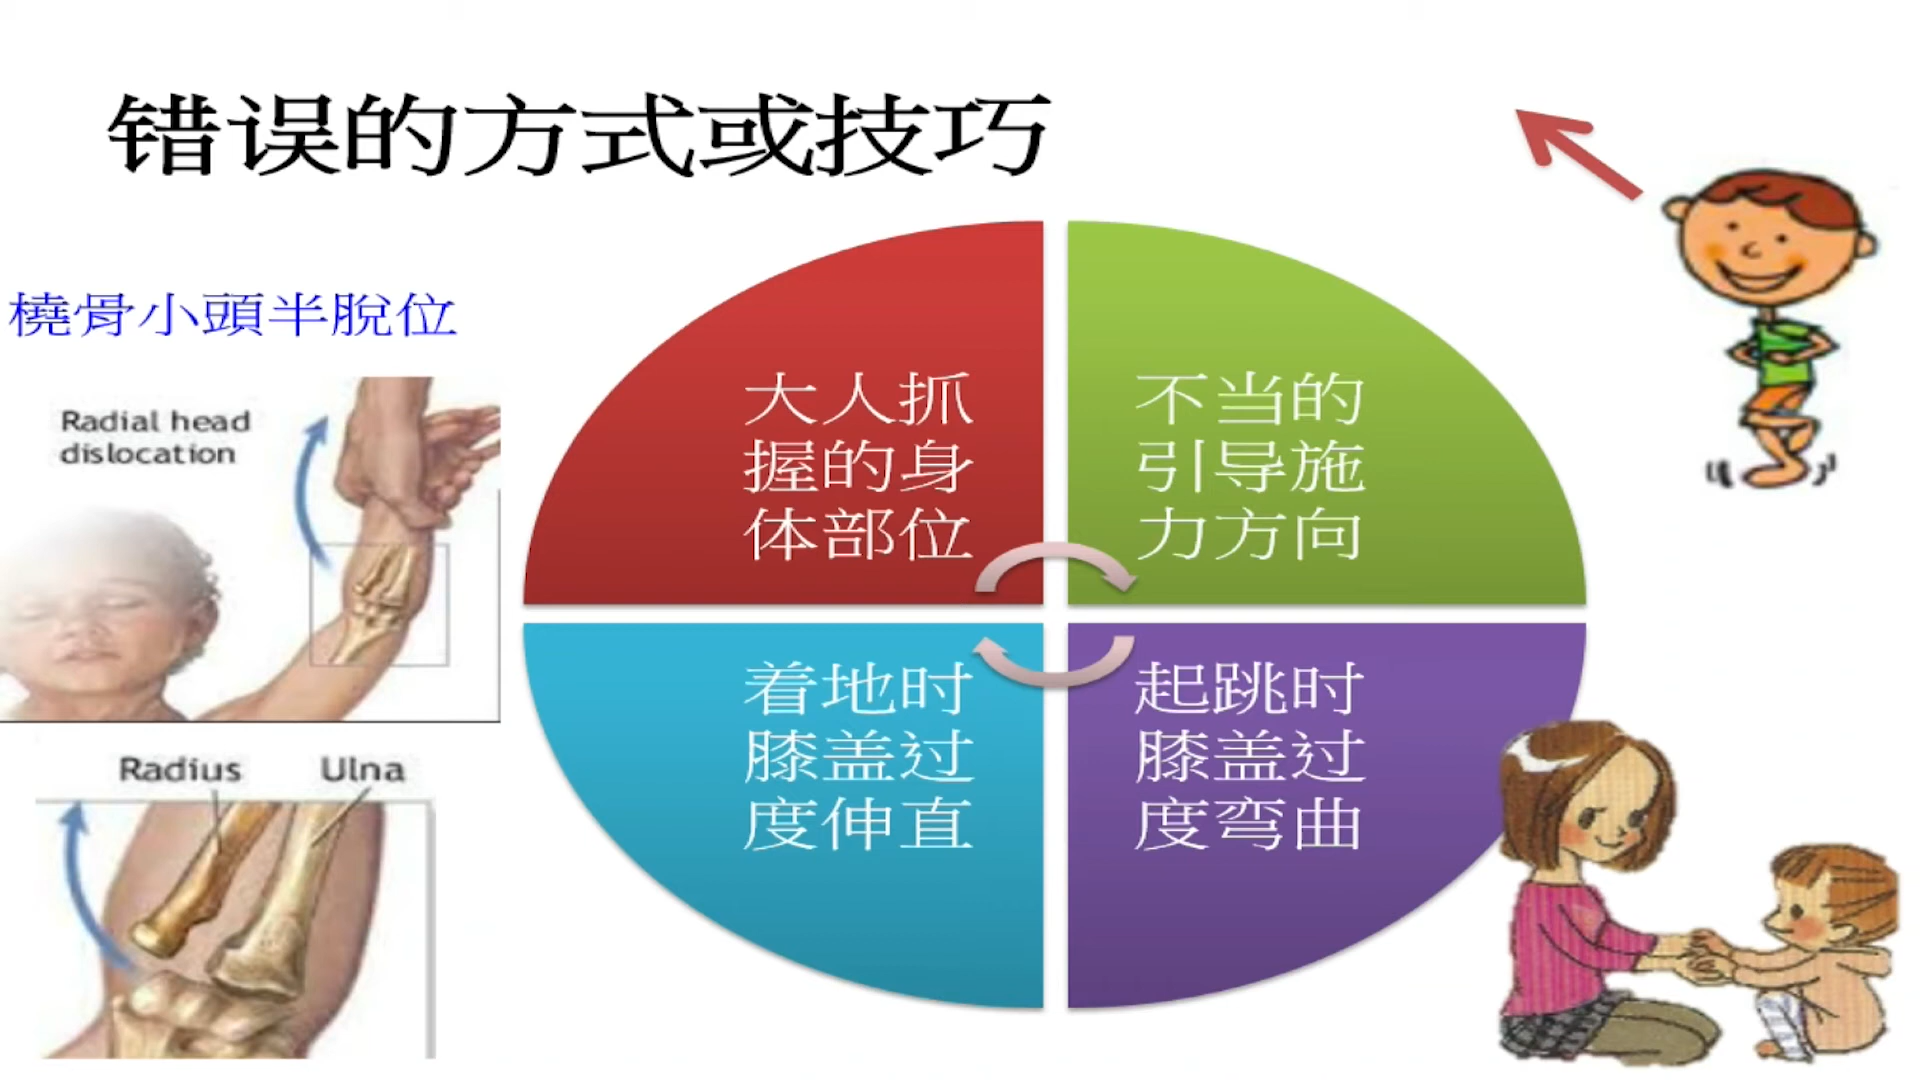 错误的方式或技巧
橈骨小頭半脫位
Radial head
dislocation
Radius
Ulna
大人抓
握的身
体部位
不当的
引导施
力方向
着地时
膝盖过
度伸直
起跳时
膝盖过
度弯曲